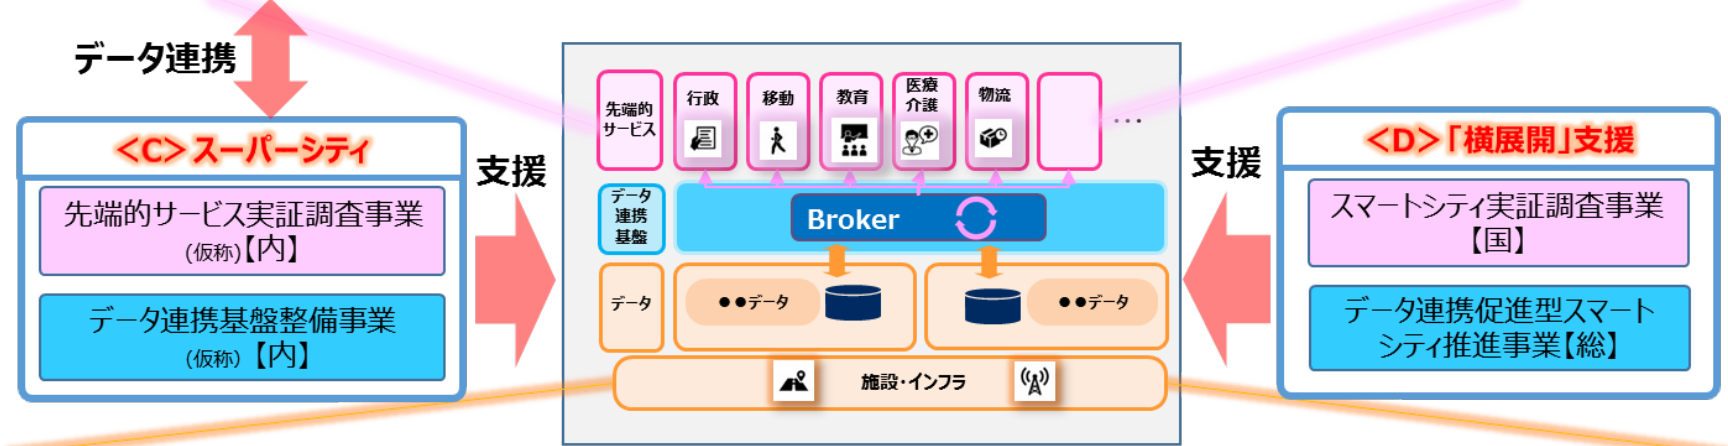 データ連携
<C>スーパーシティ
先端的サービス実証調査事業
(仮称)【内】
データ連携基盤整備事業
(仮称)【内】
支援
先端的
サービス
行政
移動
教育
医療
介護
物流
…
データ
連携
基盤
Broker
データ
●●データ
●●データ
施設・インフラ
支援
<D>「横展開」支援
スマートシティ実証調査事業
【国】
データ連携促進型スマート
シティ推進事業【総】